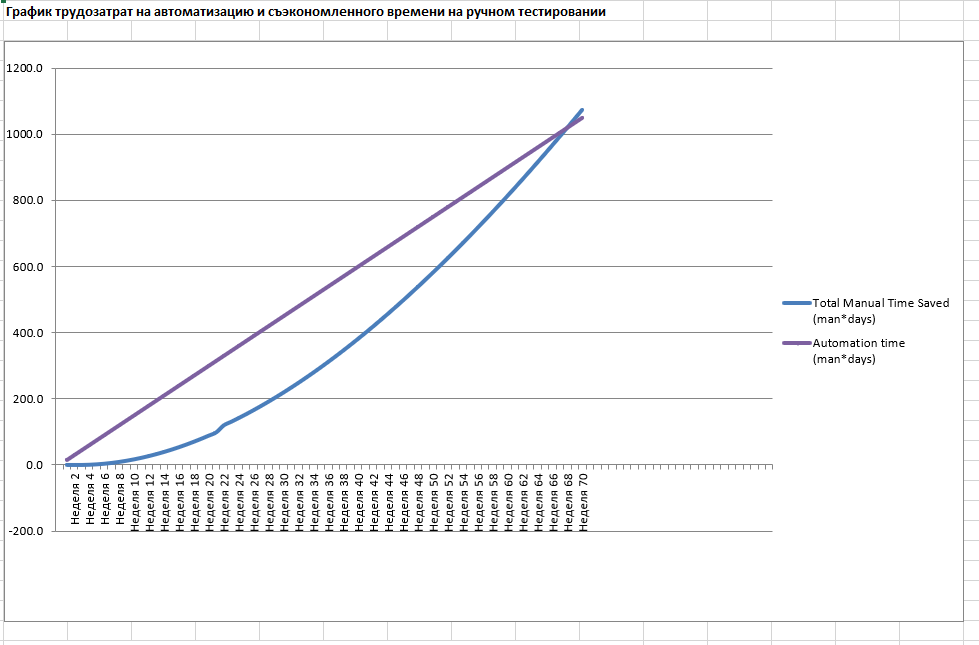 График трудозатрат на автоматизацию и съэкономленного времени на ручном тестировании
1200.0
1000.0
800.0
600.0
400.0
200.0
0.0
-200.0
Неделя 2
Неделя 4
Неделя 6
Неделя 8
Неделя 10
Неделя 12
Неделя 14
Неделя 16
Неделя 18
Неделя 20
Неделя 22
Неделя 24
Неделя 26
Неделя 28
Неделя 30
Неделя 32
Неделя 34
Неделя 36
Неделя 38
Неделя 40
Неделя 42
Неделя 44
Неделя 46
Неделя 48
Неделя 50
Неделя 52
Неделя 54
Неделя 56
Неделя 58
Неделя 60
Неделя 62
Неделя 64
Неделя 66
Неделя 68
Неделя 70
Total Manual Time Saved
(man*days)
Automation time
(man*days)